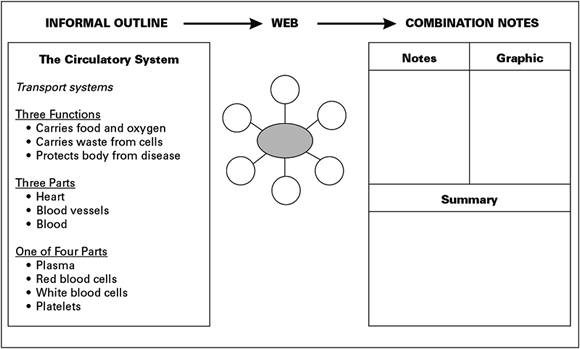 INFORMAL OUTLINE
WEB
COMBINATION NOTES
The Circulatory System
Transport systems
Three Functions
• Carries food and oxygen
• Carries waste from cells
• Protects body from disease
Three Parts
• Heart
• Blood vessels
• Blood
One of Four Parts
• Plasma
• Red blood cells
• White blood cells
• Platelets
Notes
Graphic
Summary